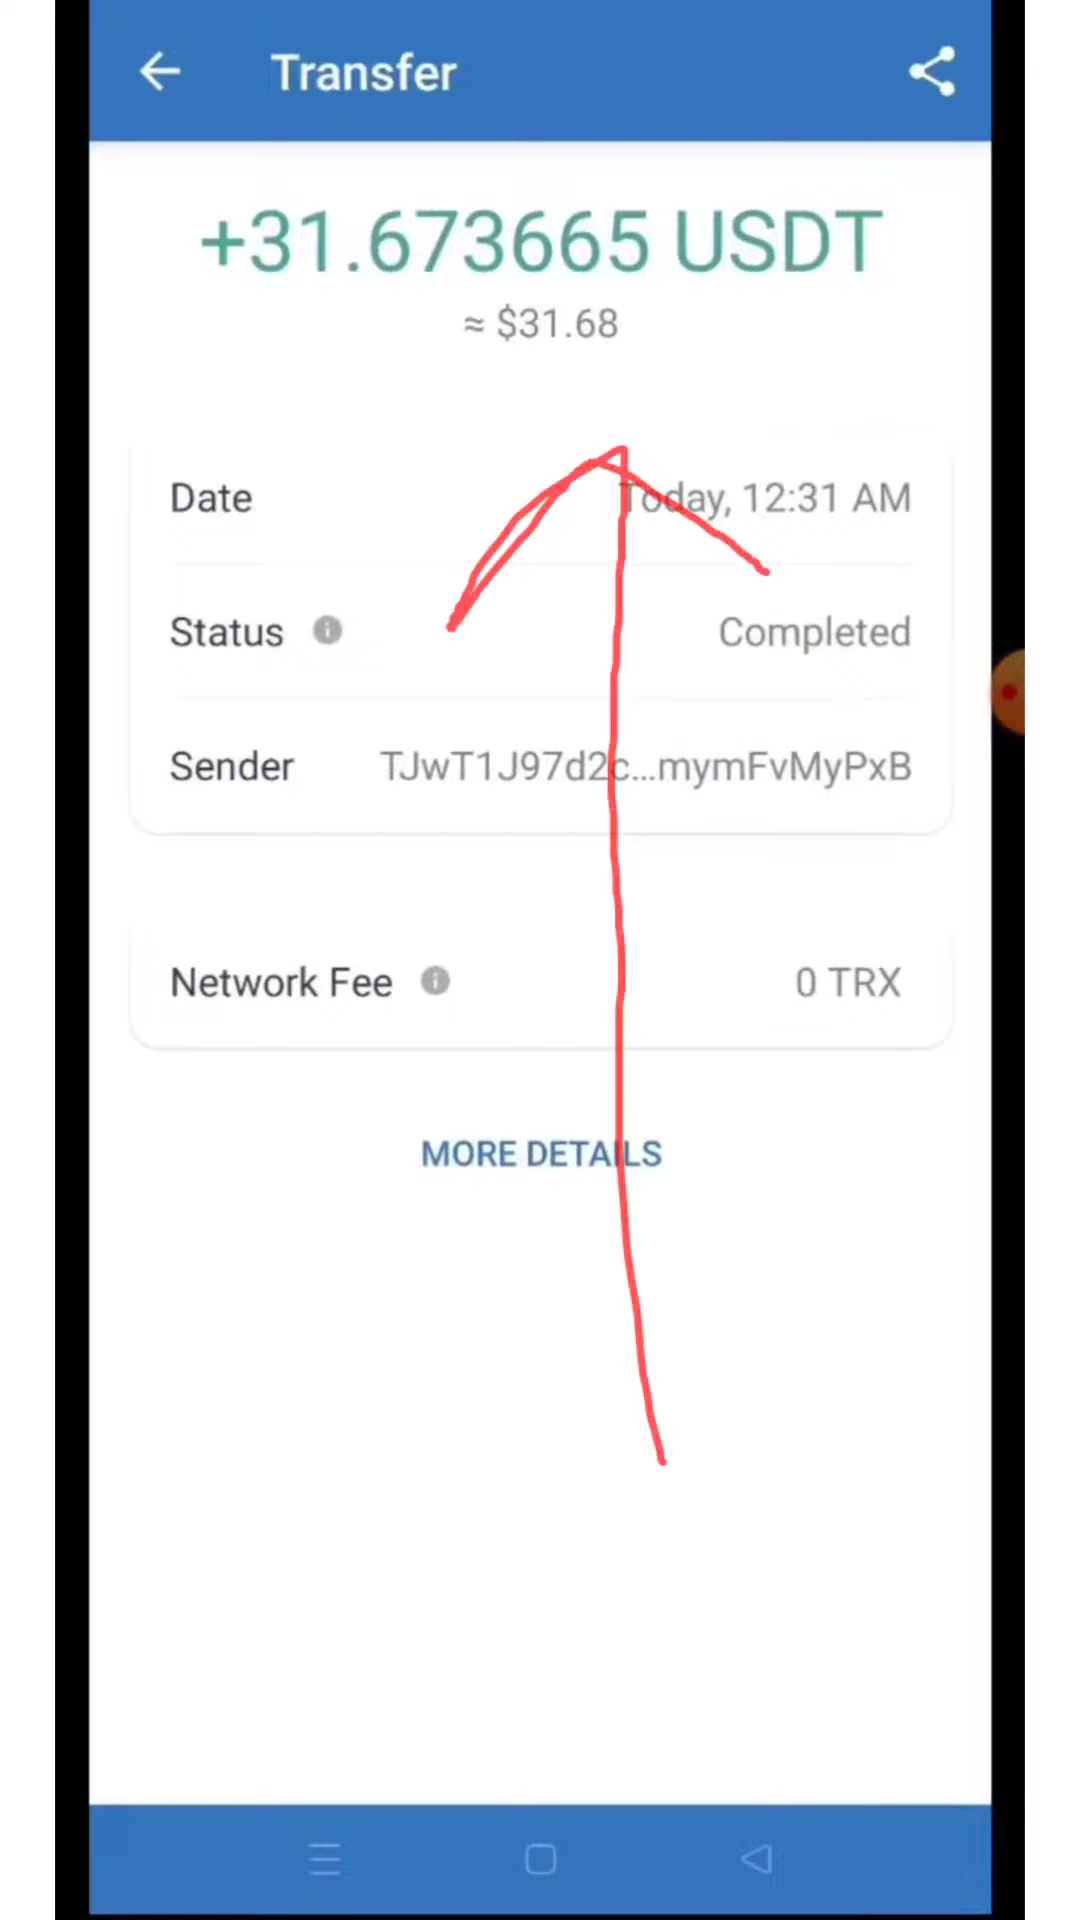 Transfer
+31.673665 USDT
≈ $31.68
Date Today, 12:31 AM
Status Completed
Sender TJwT1J97d2c...mymFvMyPxB
Network Fee 0 TRX
MORE DETAILS